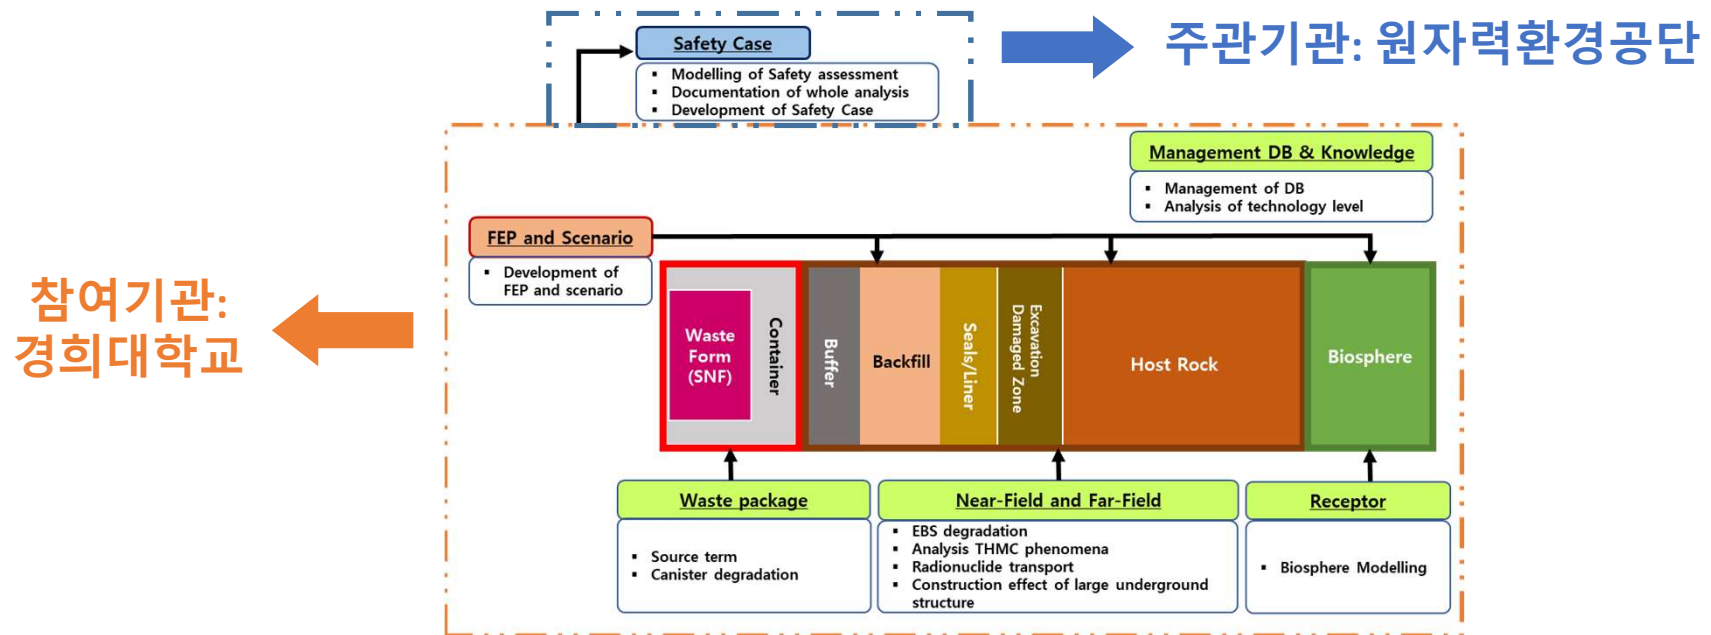 Safety Case
▪ Modelling of Safety assessment
▪ Documentation of whole analysis
▪ Development of Safety Case
주관기관: 원자력환경공단
Management DB & Knowledge
▪ Management of DB
▪ Analysis of technology level
FEP and Scenario
▪ Development of
FEP and scenario
참여기관:
경희대학교
Waste
Form
(SNF)
Container
Buffer
Backfill
Seals/Liner
Excavation
Damaged Zone
Host Rock
Biosphere
Waste package
▪ Source term
▪ Canister degradation
Near-Field and Far-Field
▪ EBS degradation
▪ Analysis THMC phenomena
▪ Radionuclide transport
▪ Construction effect of large underground
structure
Receptor
▪ Biosphere Modelling